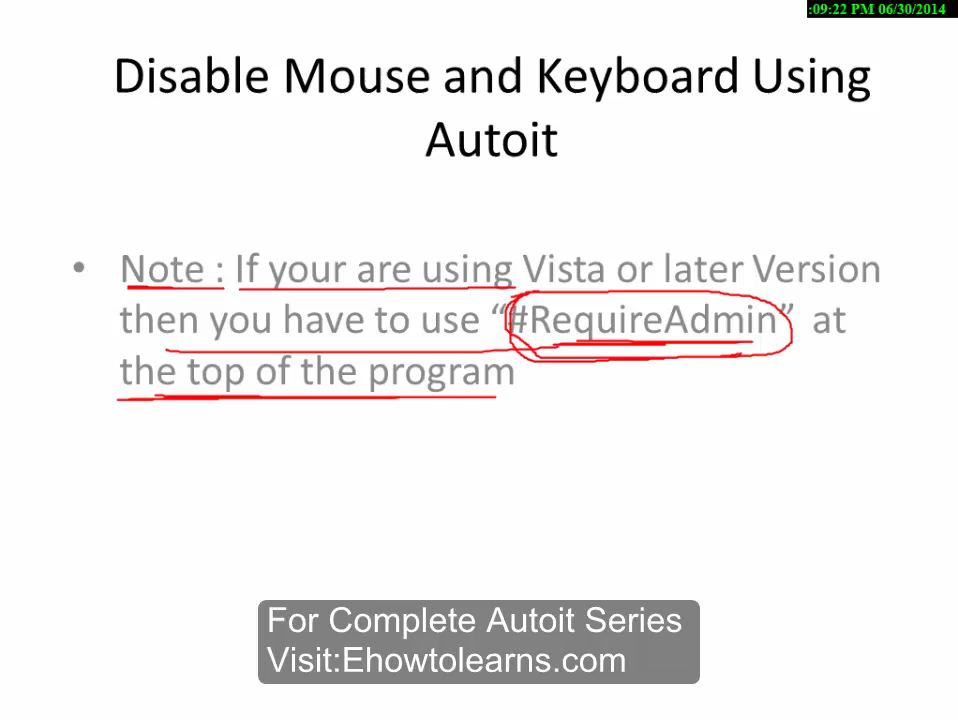 :09:22 PM 06/30/2014
Disable Mouse and Keyboard Using
Autoit
• Note : If your are using Vista or later Version
then you have to use “#RequireAdmin” at
the top of the program
For Complete Autoit Series
Visit:Ehowtolearns.com